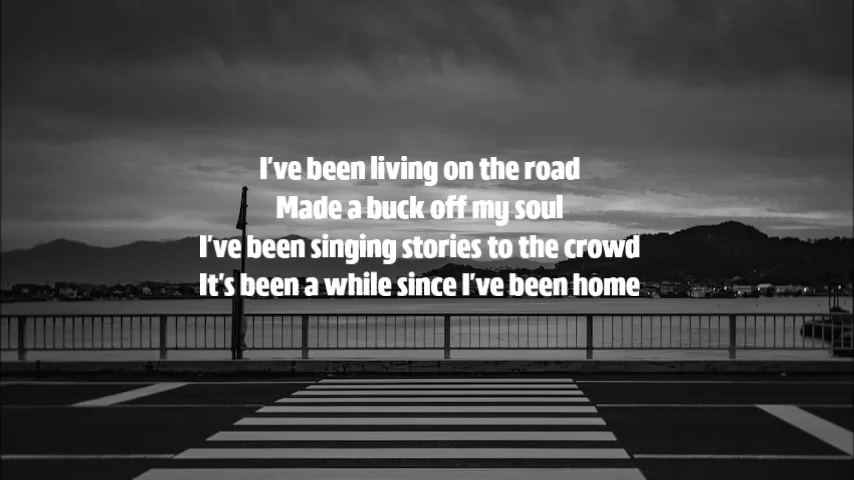 I've been living on the road
Made a buck off my soul
I've been singing stories to the crowd
It's been a while since I've been home